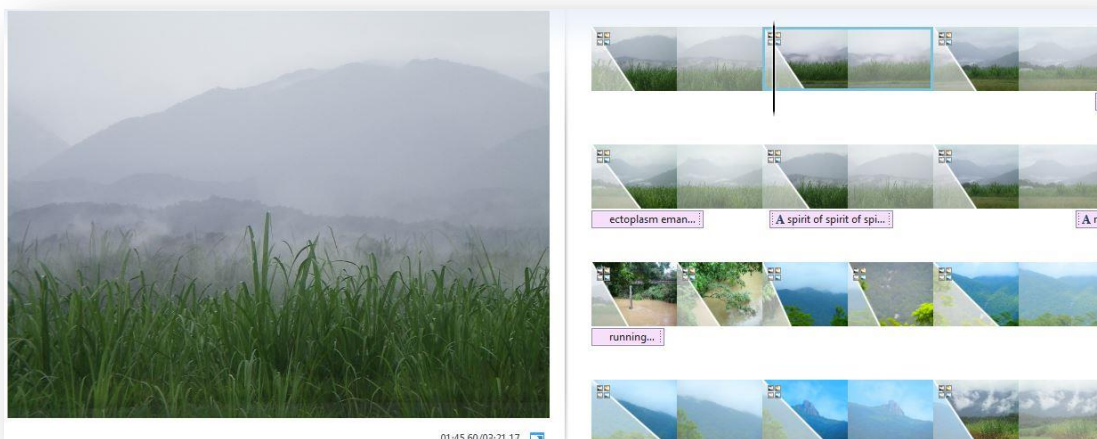 01:45.60/03:21.17
ectoplasm eman...
A spirit of spirit of spi...
A
running...